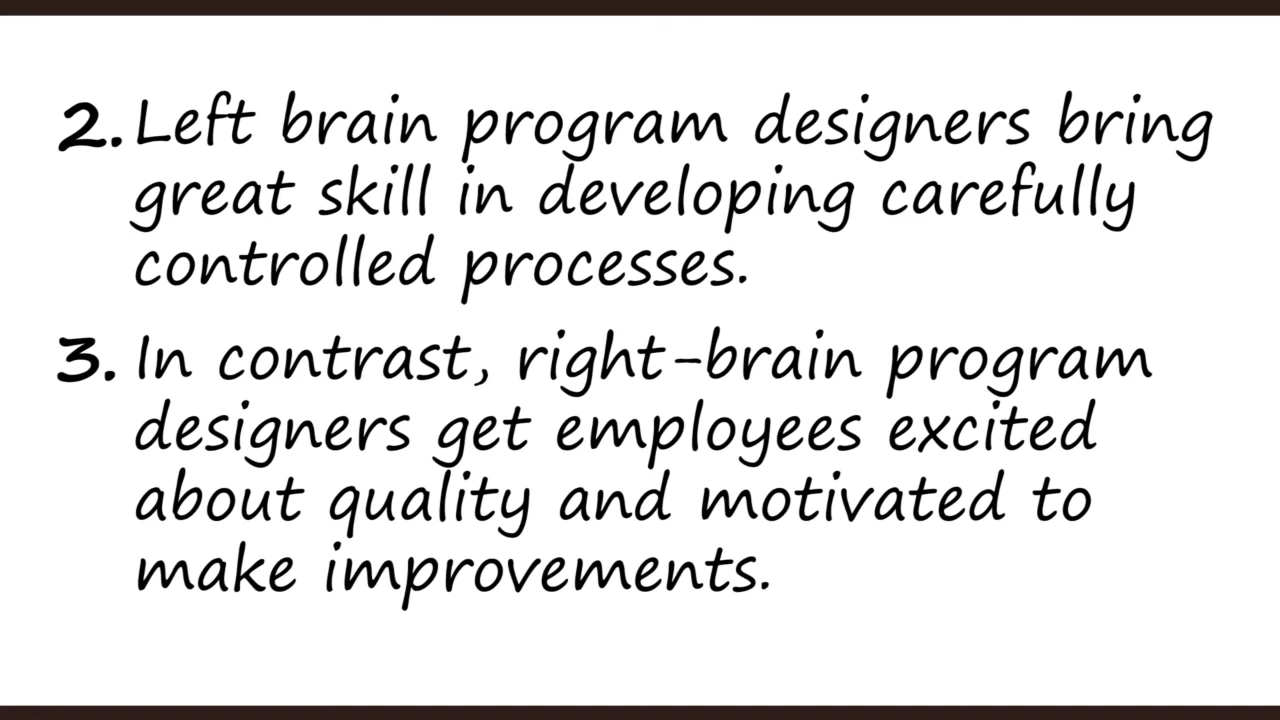 2. Left brain program designers bring
great skill in developing carefully
controlled processes.
3. In contrast, right-brain program
designers get employees excited
about quality and motivated to
make improvements.